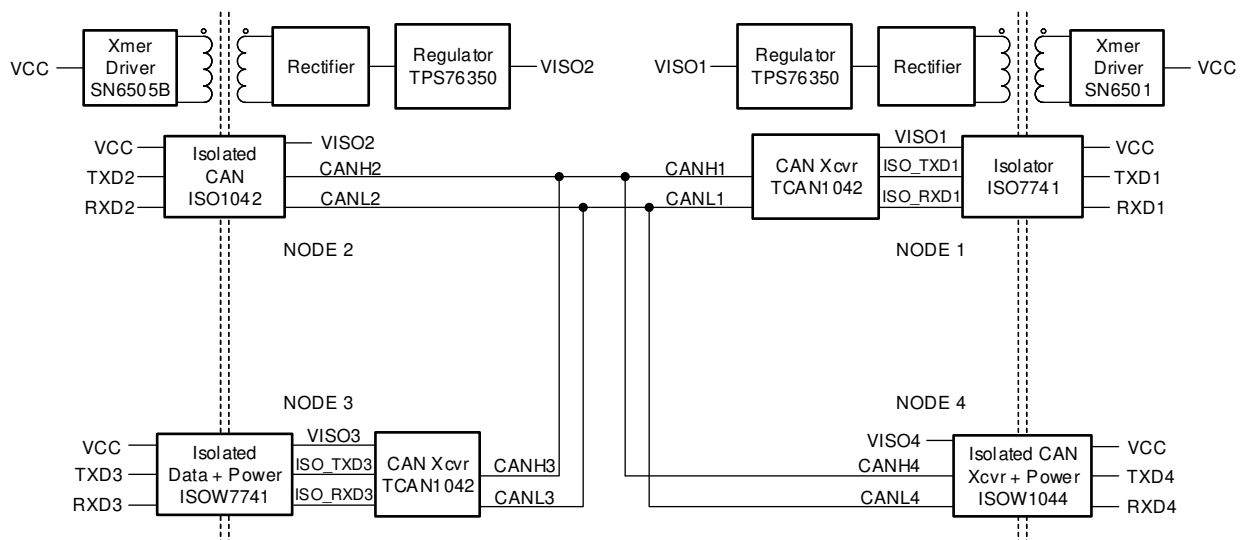 VCC
Xmer
Driver
SN6505B
Rectifier
Regulator
TPS76350
VISO2
VISO1
Regulator
TPS76350
Rectifier
Xmer
Driver
SN6501
VCC
VCC
TXD2
RXD2
Isolated
CAN
ISO1042
VISO2
CANH2
CANL2
CANH1
CANL1
CAN Xcvr
TCAN1042
VISO1
ISO_TXD1
ISO_RXD1
Isolator
ISO7741
VCC
TXD1
RXD1
NODE 2
NODE 1
NODE 3
NODE 4
VCC
TXD3
RXD3
Isolated
Data + Power
ISOW7741
VISO3
ISO_TXD3
ISO_RXD3
CAN Xcvr
TCAN1042
CANH3
CANL3
VISO4
CANH4
CANL4
Isolated CAN
Xcvr + Power
ISOW1044
VCC
TXD4
RXD4